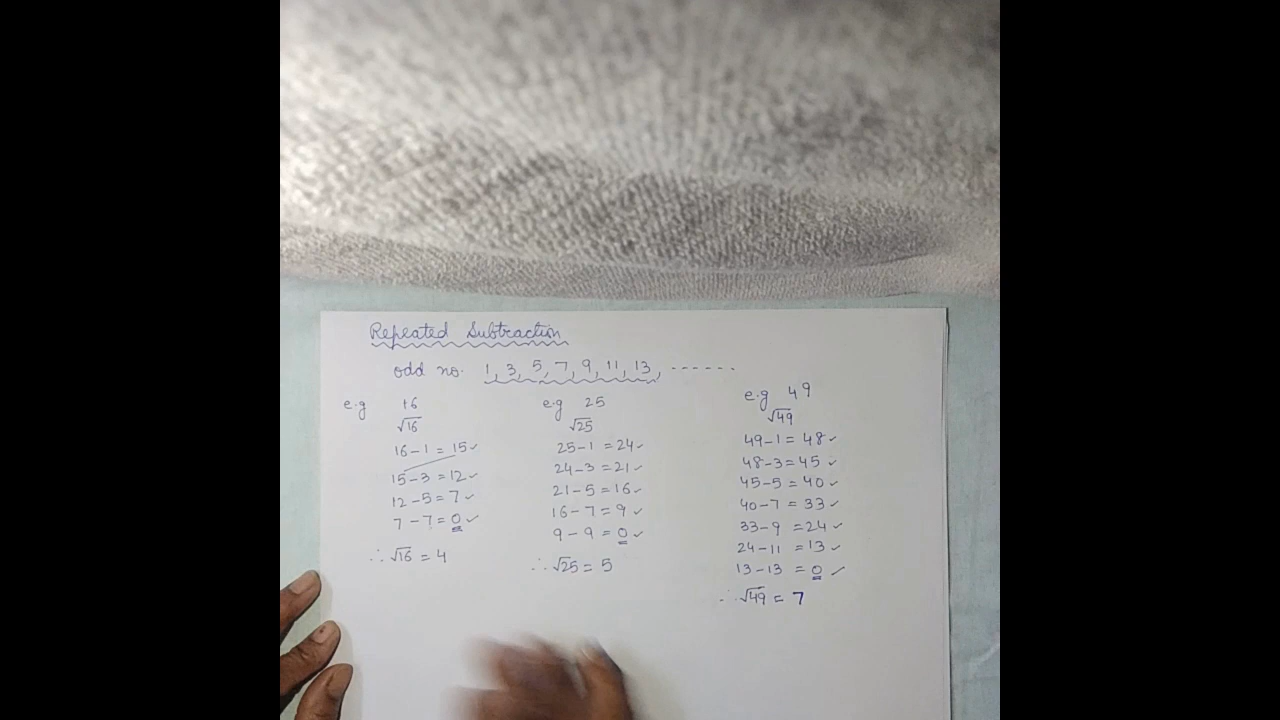 Repeated Subtraction
odd no. 1, 3, 5, 7, 9, 11, 13, ------
e.g 16
√16
16-1 = 15✓
15-3 = 12✓
12-5 = 7✓
7-7 = 0✓
∴ √16 = 4
e.g 25
√25
25-1 = 24✓
24-3 = 21✓
21-5 = 16✓
16-7 = 9✓
9-9 = 0✓
∴ √25 = 5
e.g 49
√49
49-1 = 48✓
48-3 = 45✓
45-5 = 40✓
40-7 = 33✓
33-9 = 24✓
24-11 = 13✓
13-13 = 0✓
∴ √49 = 7